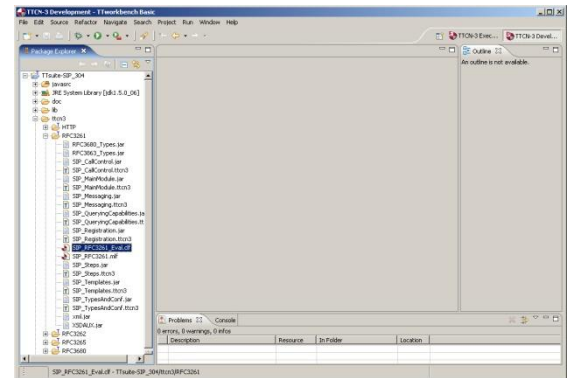 TTCN-3 Development - TTworkbench Basic
File Edit Source Refactor Navigate Search Project Run Window Help
TTCN-3 Exec... TTCN-3 Devel...
Package Explorer
Outline
An outline is not available.
TTsuite-SIP_304
javasrc
JRE System Library [jdk1.5.0_06]
doc
lib
ttcn3
HTTP
RFC3261
RFC3680_Types.jar
RFC3863_Types.jar
SIP_CallControl.jar
SIP_CallControl.ttcn3
SIP_MainModule.jar
SIP_MainModule.ttcn3
SIP_Messaging.jar
SIP_Messaging.ttcn3
SIP_QueryingCapabilities.ja
SIP_QueryingCapabilities.tt
SIP_Registration.jar
SIP_Registration.ttcn3
SIP_RFC3261_Eval.clf
SIP_RFC3261.mlf
SIP_Steps.jar
SIP_Steps.ttcn3
SIP_Templates.jar
SIP_Templates.ttcn3
SIP_TypesAndConf.jar
SIP_TypesAndConf.ttcn3
xml.jar
XSDAUX.jar
RFC3262
RFC3265
RFC3680
Problems Console
0 errors, 0 warnings, 0 infos
Description Resource In Folder Location
SIP_RFC3261_Eval.clf - TTsuite-SIP_304/ttcn3/RFC3261